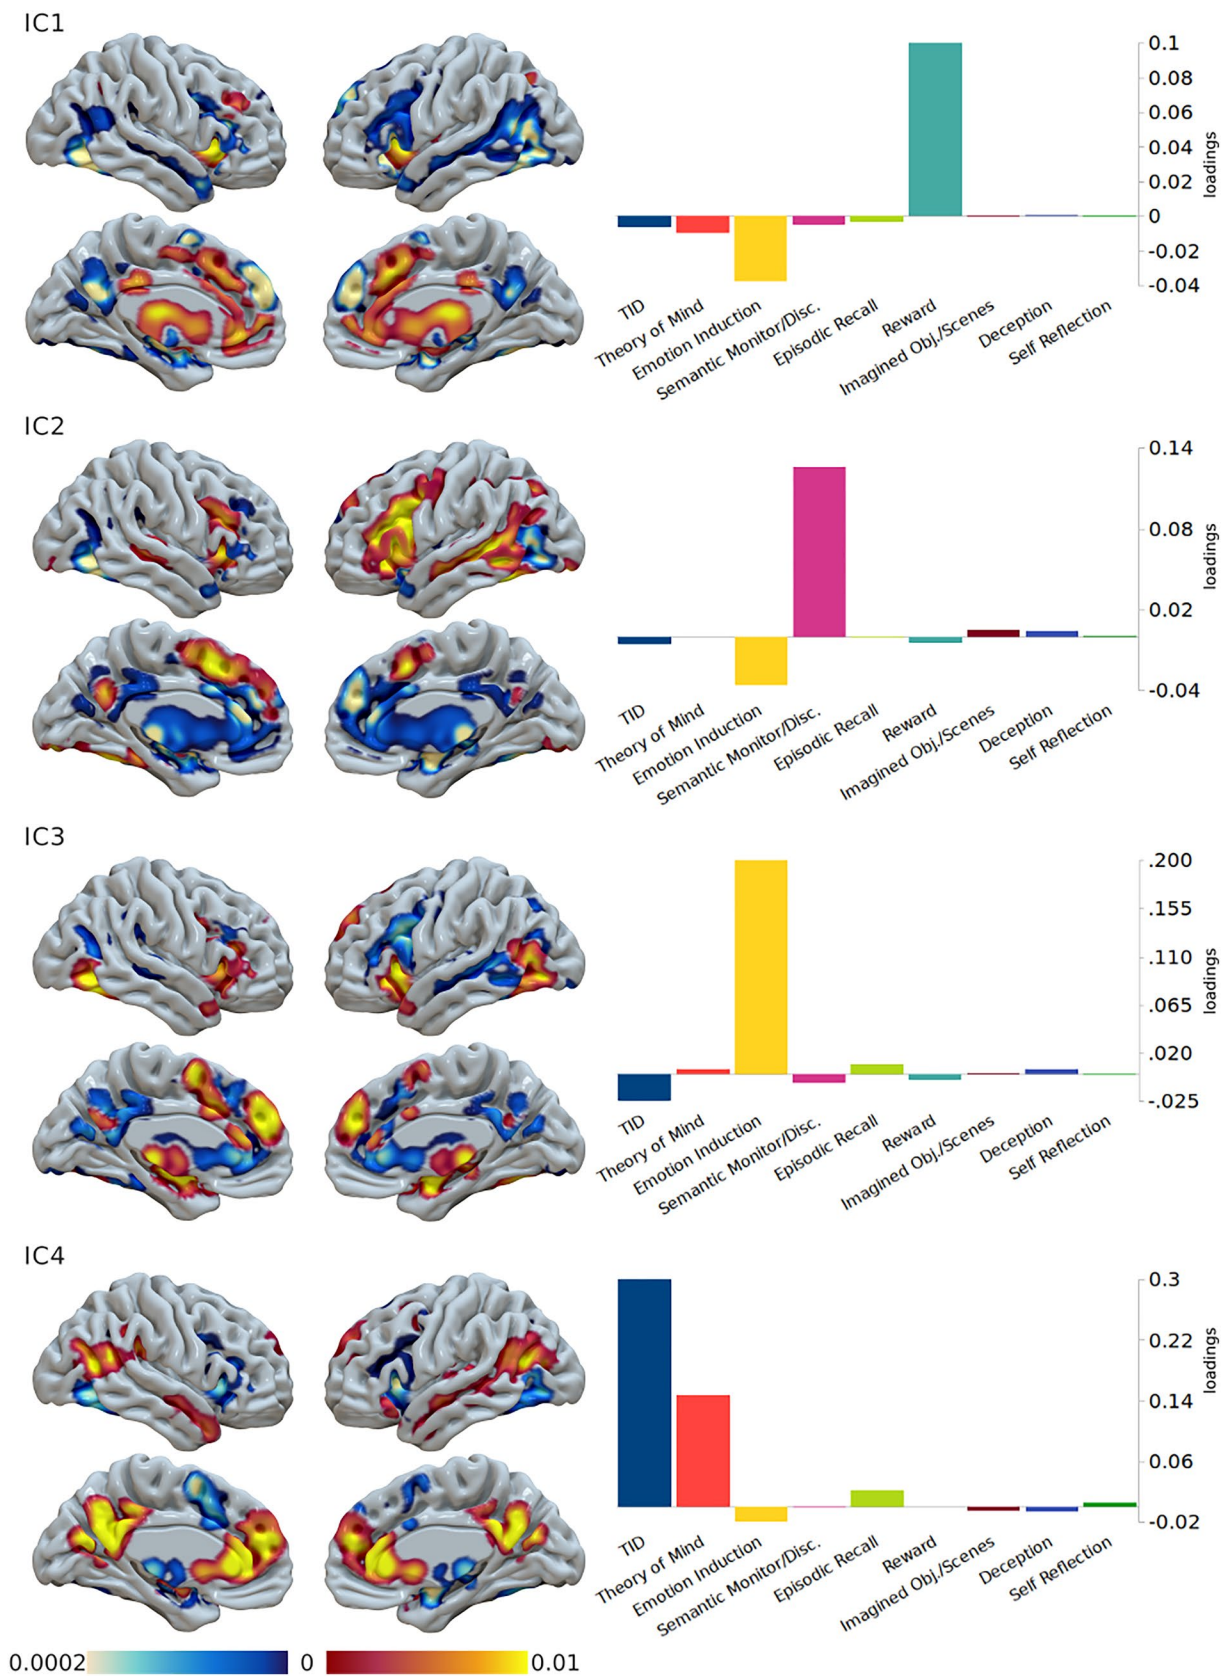 IC1
0.1
0.08
0.06
0.04
0.02
0
-0.02
-0.04
loadings
TID
Theory of Mind
Emotion Induction
Semantic Monitor/Disc.
Episodic Recall
Reward
Imagined Obj./Scenes
Deception
Self Reflection
IC2
0.14
0.08
0.02
-0.04
loadings
TID
Theory of Mind
Emotion Induction
Semantic Monitor/Disc.
Episodic Recall
Reward
Imagined Obj./Scenes
Deception
Self Reflection
IC3
.200
.155
.110
.065
.020
-.025
loadings
TID
Theory of Mind
Emotion Induction
Semantic Monitor/Disc.
Episodic Recall
Reward
Imagined Obj./Scenes
Deception
Self Reflection
IC4
0.3
0.22
0.14
0.06
-0.02
loadings
TID
Theory of Mind
Emotion Induction
Semantic Monitor/Disc.
Episodic Recall
Reward
Imagined Obj./Scenes
Deception
Self Reflection
0.0002 0 0.01